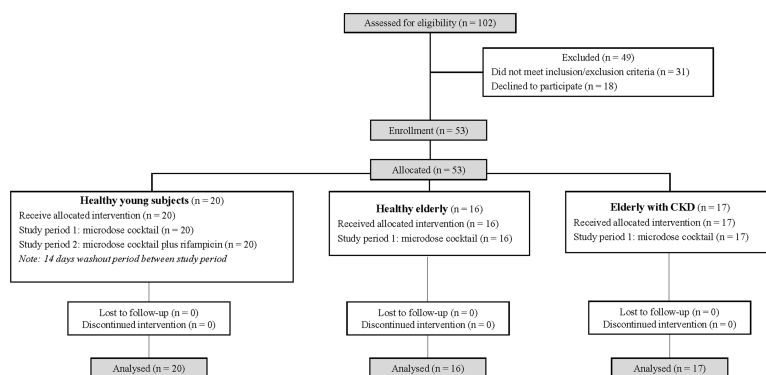 Assessed for eligibility (n = 102)
Excluded (n = 49)
Did not meet inclusion/exclusion criteria (n = 31)
Declined to participate (n = 18)
Enrollment (n = 53)
Allocated (n = 53)
Healthy young subjects (n = 20)
Receive allocated intervention (n = 20)
Study period 1: microdose cocktail (n = 20)
Study period 2: microdose cocktail plus rifampicin (n = 20)
Note: 14 days washout period between study period
Healthy elderly (n = 16)
Received allocated intervention (n = 16)
Study period 1: microdose cocktail (n = 16)
Elderly with CKD (n = 17)
Received allocated intervention (n = 17)
Study period 1: microdose cocktail (n = 17)
Lost to follow-up (n = 0)
Discontinued intervention (n = 0)
Lost to follow-up (n = 0)
Discontinued intervention (n = 0)
Lost to follow-up (n = 0)
Discontinued intervention (n = 0)
Analysed (n = 20)
Analysed (n = 16)
Analysed (n = 17)